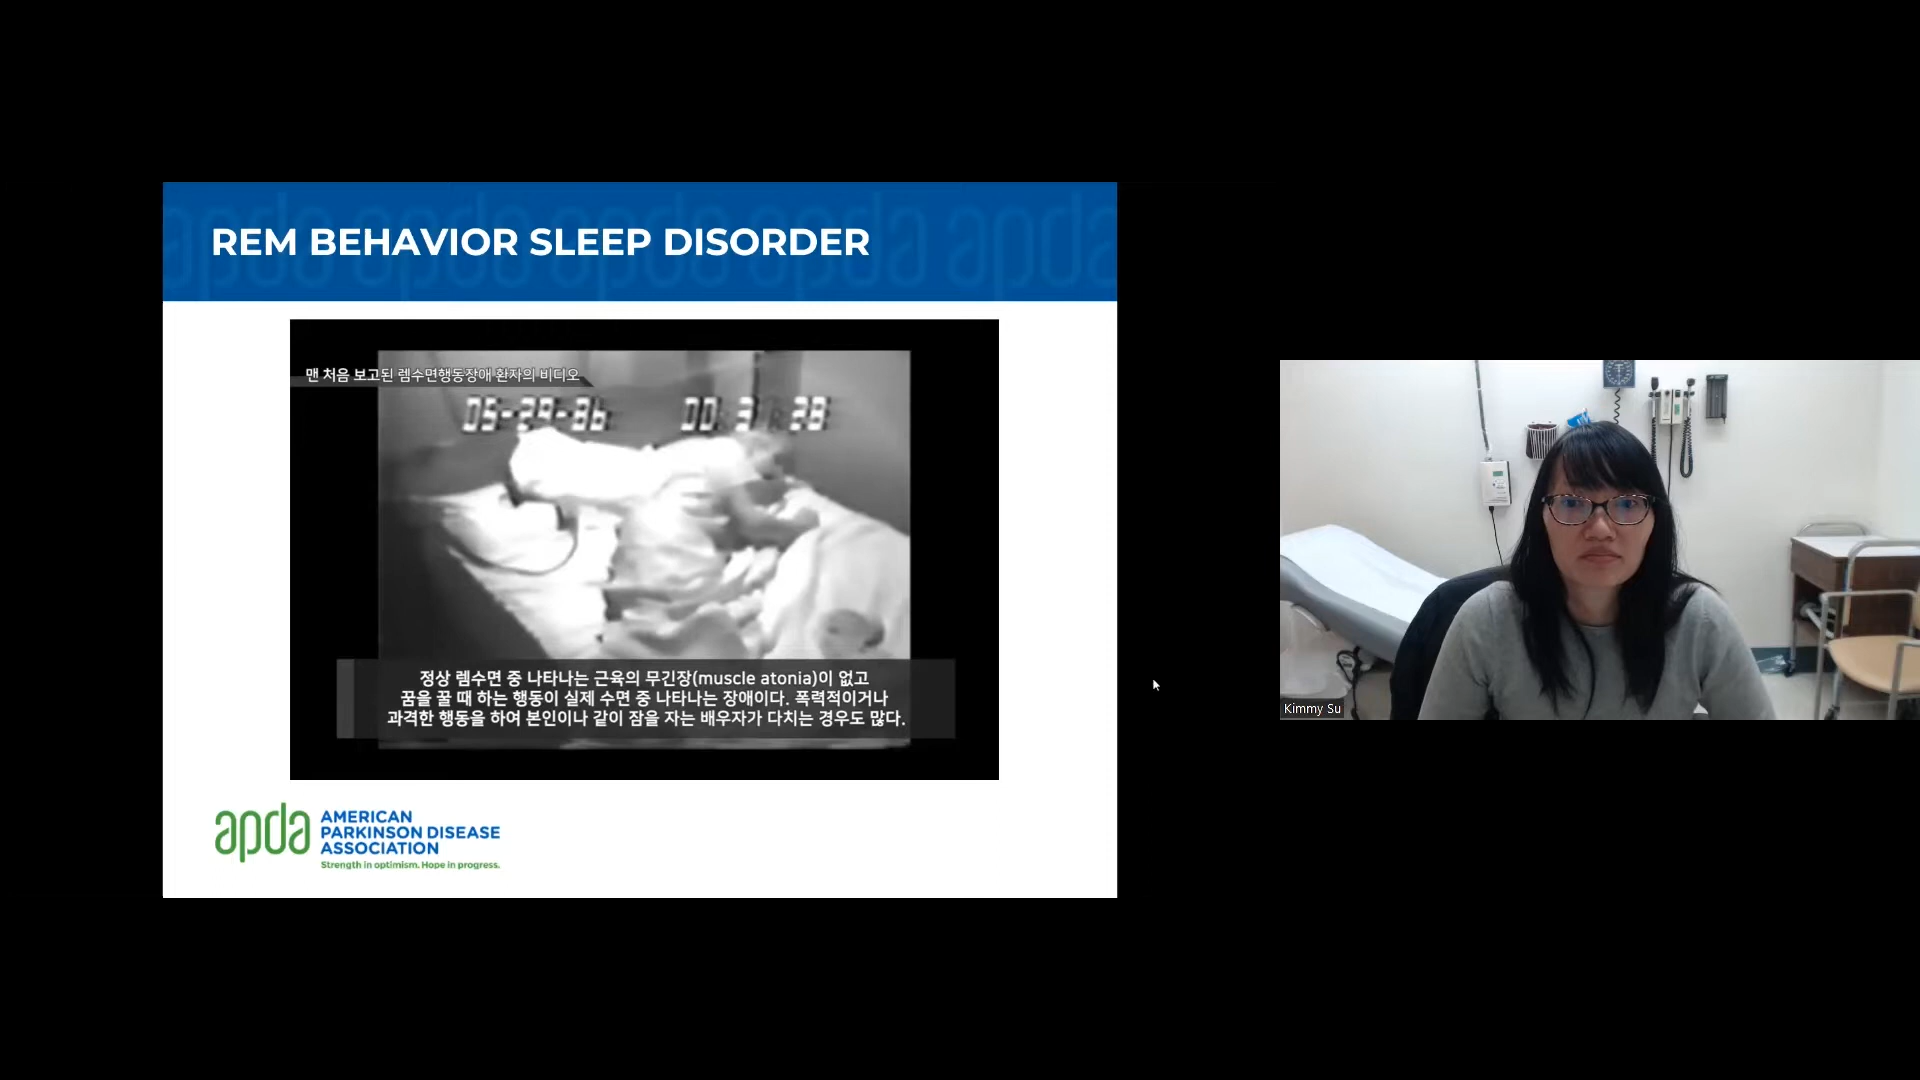 REM BEHAVIOR SLEEP DISORDER
맨 처음 보고된 렘수면행동장애 환자의 비디오
05-29-86
정상 렘수면 중 나타나는 근육의 무긴장(muscle atonia)이 없고
꿈을 꿀 때 하는 행동이 실제 수면 중 나타나는 장애이다. 폭력적이거나
과격한 행동을 하여 본인이나 같이 잠을 자는 배우자가 다치는 경우도 많다.
apda
AMERICAN
PARKINSON DISEASE
ASSOCIATION
Strength in optimism. Hope in progress.
Kimmy Su